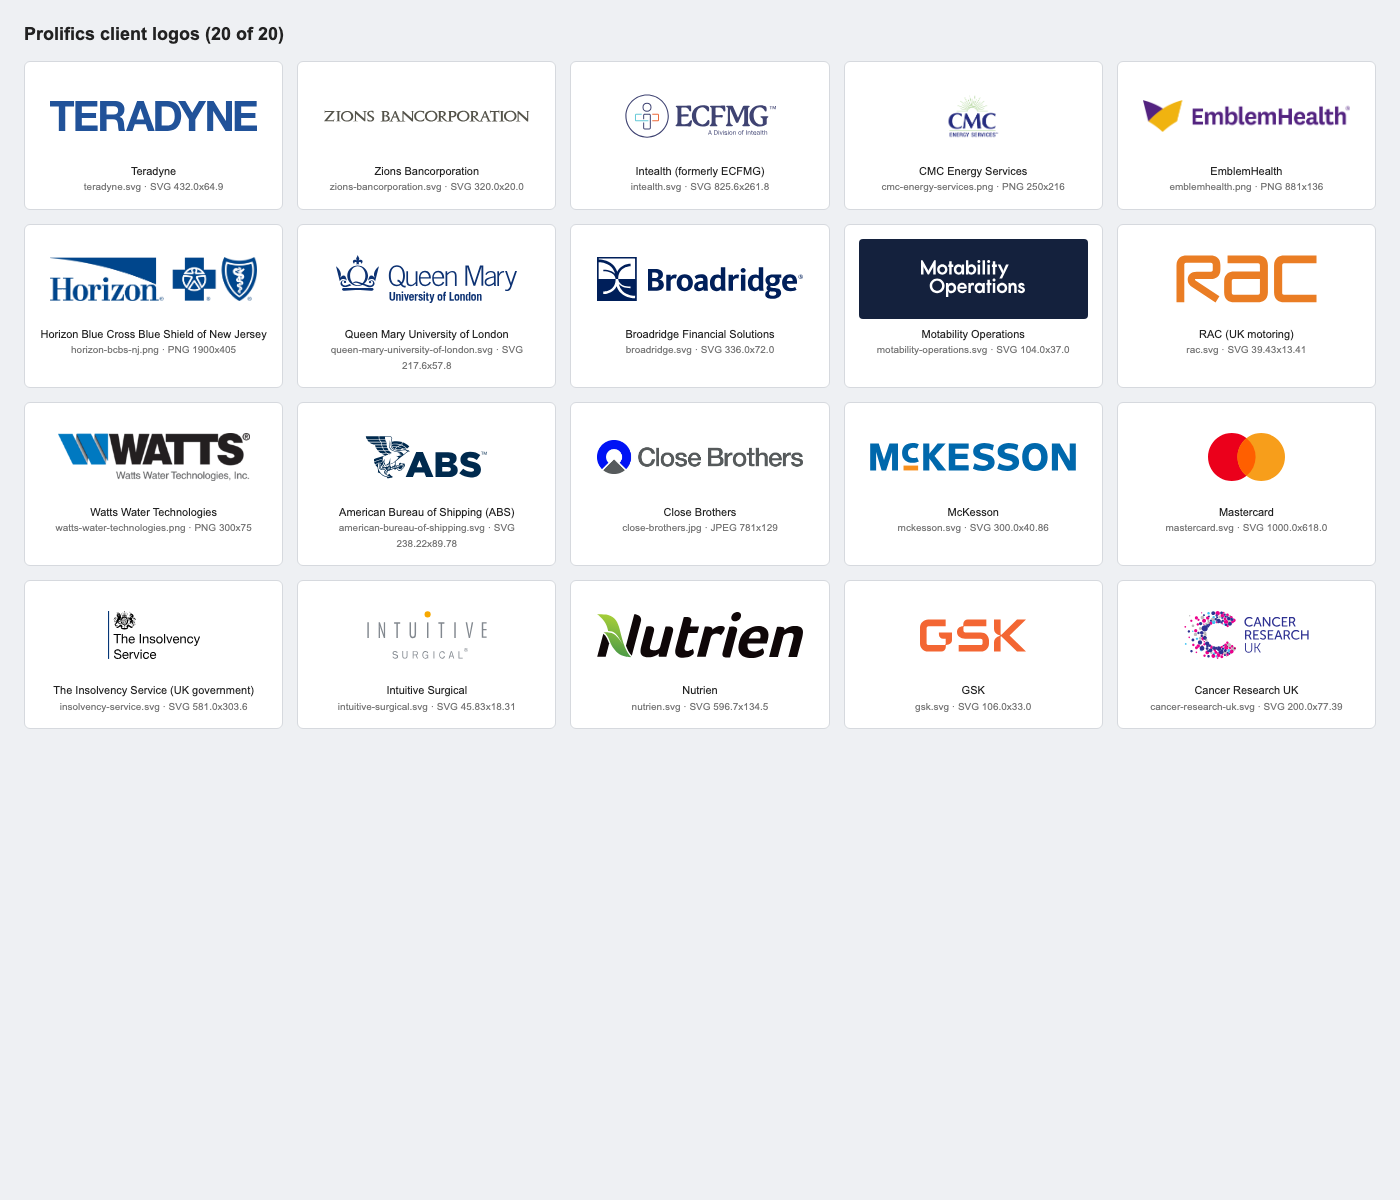 Prolifics client logos (20 of 20)
TERADYNE
Teradyne
teradyne.svg · SVG 432.0x64.9
ZIONS BANCORPORATION
Zions Bancorporation
zions-bancorporation.svg · SVG 320.0x20.0
ECFMG™
A Division of Intealth
Intealth (formerly ECFMG)
intealth.svg · SVG 825.6x261.8
CMC
ENERGY SERVICES™
CMC Energy Services
cmc-energy-services.png · PNG 250x216
EmblemHealth®
EmblemHealth
emblemhealth.png · PNG 881x136
Horizon® ® ®
Horizon Blue Cross Blue Shield of New Jersey
horizon-bcbs-nj.png · PNG 1900x405
Queen Mary
University of London
Queen Mary University of London
queen-mary-university-of-london.svg · SVG
217.6x57.8
Broadridge®
Broadridge Financial Solutions
broadridge.svg · SVG 336.0x72.0
Motability
Operations
Motability Operations
motability-operations.svg · SVG 104.0x37.0
RAC
RAC (UK motoring)
rac.svg · SVG 39.43x13.41
WATTS®
Watts Water Technologies, Inc.
Watts Water Technologies
watts-water-technologies.png · PNG 300x75
ABS™
American Bureau of Shipping (ABS)
american-bureau-of-shipping.svg · SVG
238.22x89.78
Close Brothers
Close Brothers
close-brothers.jpg · JPEG 781x129
McKESSON
McKesson
mckesson.svg · SVG 300.0x40.86
Mastercard
mastercard.svg · SVG 1000.0x618.0
The Insolvency
Service
The Insolvency Service (UK government)
insolvency-service.svg · SVG 581.0x303.6
INTUITIVE
SURGICAL®
Intuitive Surgical
intuitive-surgical.svg · SVG 45.83x18.31
Nutrien
Nutrien
nutrien.svg · SVG 596.7x134.5
GSK
GSK
gsk.svg · SVG 106.0x33.0
CANCER
RESEARCH
UK
Cancer Research UK
cancer-research-uk.svg · SVG 200.0x77.39